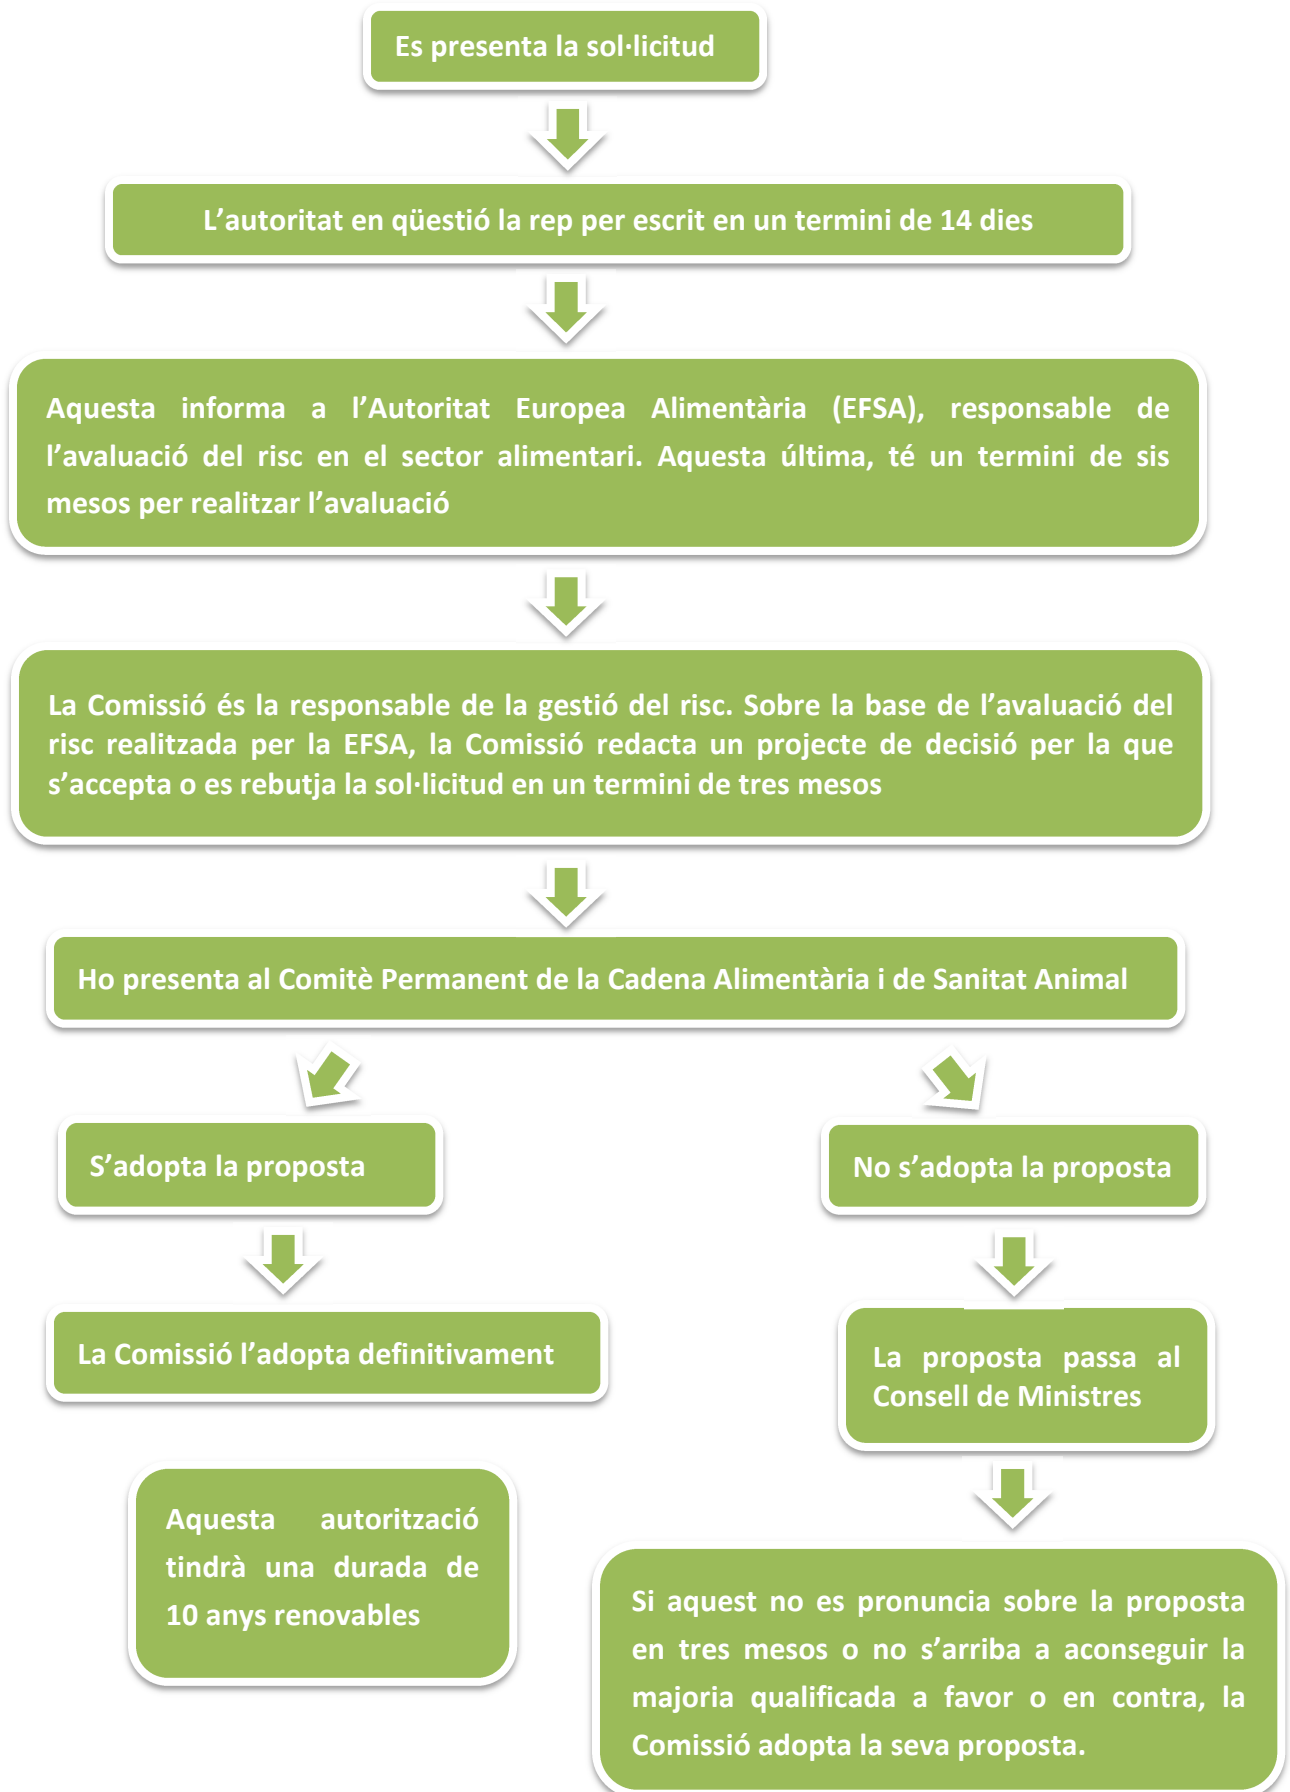 Es presenta la sol·licitud
L’autoritat en qüestió la rep per escrit en un termini de 14 dies
Aquesta informa a l’Autoritat Europea Alimentària (EFSA), responsable de
l’avaluació del risc en el sector alimentari. Aquesta última, té un termini de sis
mesos per realitzar l’avaluació
La Comissió és la responsable de la gestió del risc. Sobre la base de l’avaluació del
risc realitzada per la EFSA, la Comissió redacta un projecte de decisió per la que
s’accepta o es rebutja la sol·licitud en un termini de tres mesos
Ho presenta al Comitè Permanent de la Cadena Alimentària i de Sanitat Animal
S’adopta la proposta
No s’adopta la proposta
La Comissió l’adopta definitivament
La proposta passa al
Consell de Ministres
Aquesta autorització
tindrà una durada de
10 anys renovables
Si aquest no es pronuncia sobre la proposta
en tres mesos o no s’arriba a aconseguir la
majoria qualificada a favor o en contra, la
Comissió adopta la seva proposta.